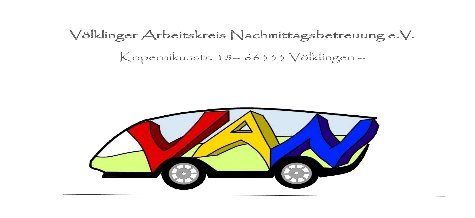 Völklinger Arbeitskreis Nachmittagsbetreuung e.V.
Kopernikusstr. 18 – 66333 Völklingen –
VAN